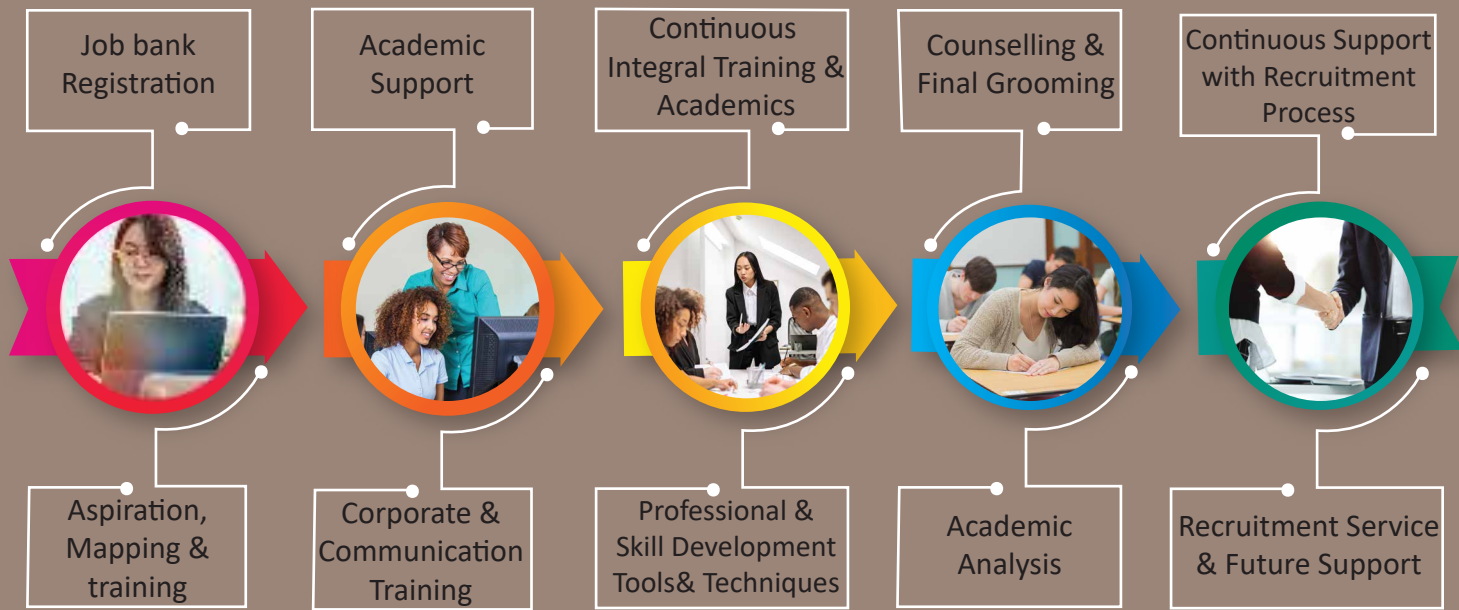 Job bank
Registration
Academic
Support
Continuous
Integral Training &
Academics
Counselling &
Final Grooming
Continuous Support
with Recruitment
Process
Aspiration,
Mapping &
training
Corporate &
Communication
Training
Professional &
Skill Development
Tools& Techniques
Academic
Analysis
Recruitment Service
& Future Support